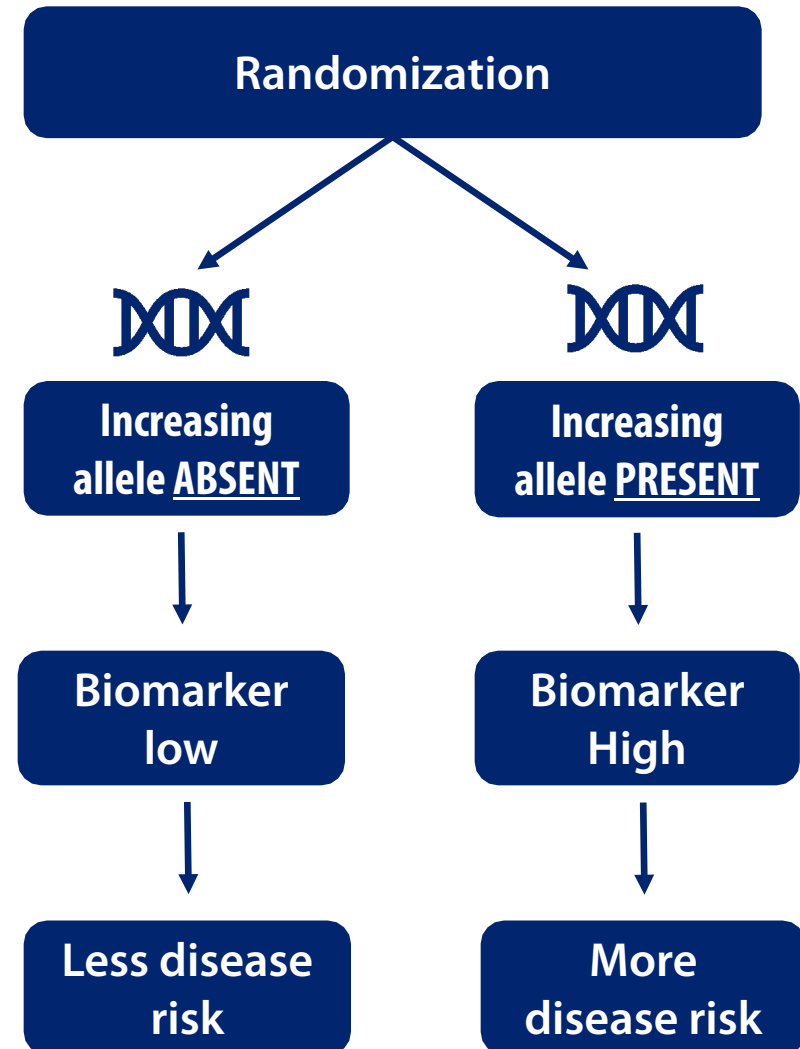 Randomization
Increasing
allele ABSENT
Increasing
allele PRESENT
Biomarker
low
Biomarker
High
Less disease
risk
More
disease risk